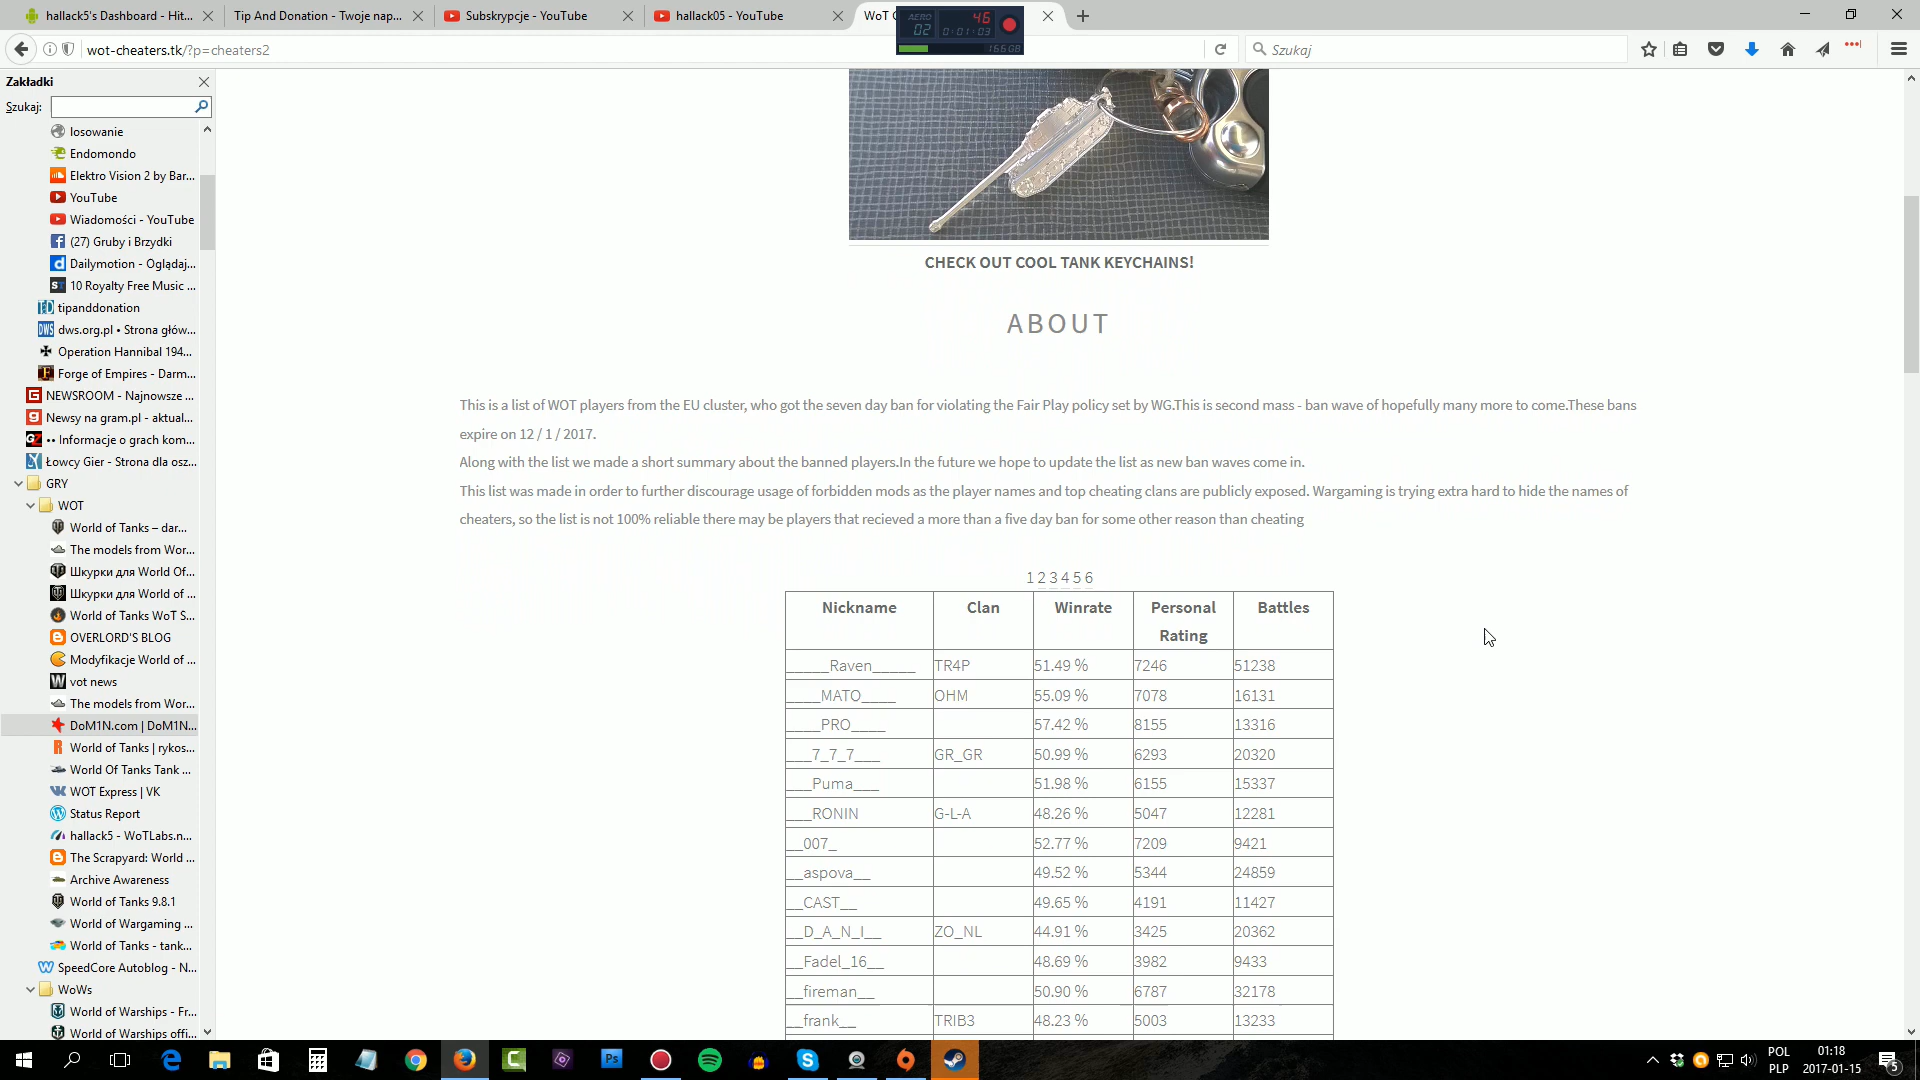 hallack5's Dashboard - Hit...
Tip And Donation - Twoje nap...
Subskrypcje - YouTube
hallack05 - YouTube
WoT C
AERO
02
46
0:01:03
155GB
wot-cheaters.tk/?p=cheaters2
Szukaj
Zakładki
Szukaj:
losowanie
Endomondo
Elektro Vision 2 by Bar...
YouTube
Wiadomości - YouTube
(27) Gruby i Brzydki
Dailymotion - Oglądaj...
10 Royalty Free Music ...
tipanddonation
dws.org.pl • Strona głów...
Operation Hannibal 194...
Forge of Empires - Darm...
NEWSROOM - Najnowsze ...
Newsy na gram.pl - aktual...
•• Informacje o grach kom...
Łowcy Gier - Strona dla osz...
GRY
WOT
World of Tanks – dar...
The models from Wor...
Шкурки для World Of...
Шкурки для World of ...
World of Tanks WoT S...
OVERLORD'S BLOG
Modyfikacje World of ...
vot news
The models from Wor...
DoM1N.com | DoM1N...
World of Tanks | rykos...
World Of Tanks Tank ...
WOT Express | VK
Status Report
hallack5 - WoTLabs.n...
The Scrapyard: World ...
Archive Awareness
World of Tanks 9.8.1
World of Wargaming ...
World of Tanks - tank...
SpeedCore Autoblog - N...
WoWs
World of Warships - Fr...
World of Warships offi...
CHECK OUT COOL TANK KEYCHAINS!
ABOUT
This is a list of WOT players from the EU cluster, who got the seven day ban for violating the Fair Play policy set by WG.This is second mass - ban wave of hopefully many more to come.These bans
expire on 12 / 1 / 2017.
Along with the list we made a short summary about the banned players.In the future we hope to update the list as new ban waves come in.
This list was made in order to further discourage usage of forbidden mods as the player names and top cheating clans are publicly exposed. Wargaming is trying extra hard to hide the names of
cheaters, so the list is not 100% reliable there may be players that recieved a more than a five day ban for some other reason than cheating
1 2 3 4 5 6
Nickname Clan Winrate Personal Rating Battles
_____Raven_____ TR4P 51.49 % 7246 51238
____MATO____ OHM 55.09 % 7078 16131
____PRO____ 57.42 % 8155 13316
___7_7_7___ GR_GR 50.99 % 6293 20320
___Puma___ 51.98 % 6155 15337
___RONIN G-L-A 48.26 % 5047 12281
__007_ 52.77 % 7209 9421
__aspova__ 49.52 % 5344 24859
__CAST__ 49.65 % 4191 11427
__D_A_N_I__ ZO_NL 44.91 % 3425 20362
__Fadel_16__ 48.69 % 3982 9433
__fireman__ 50.90 % 6787 32178
__frank__ TRIB3 48.23 % 5003 13233
POL
PLP
01:18
2017-01-15
5